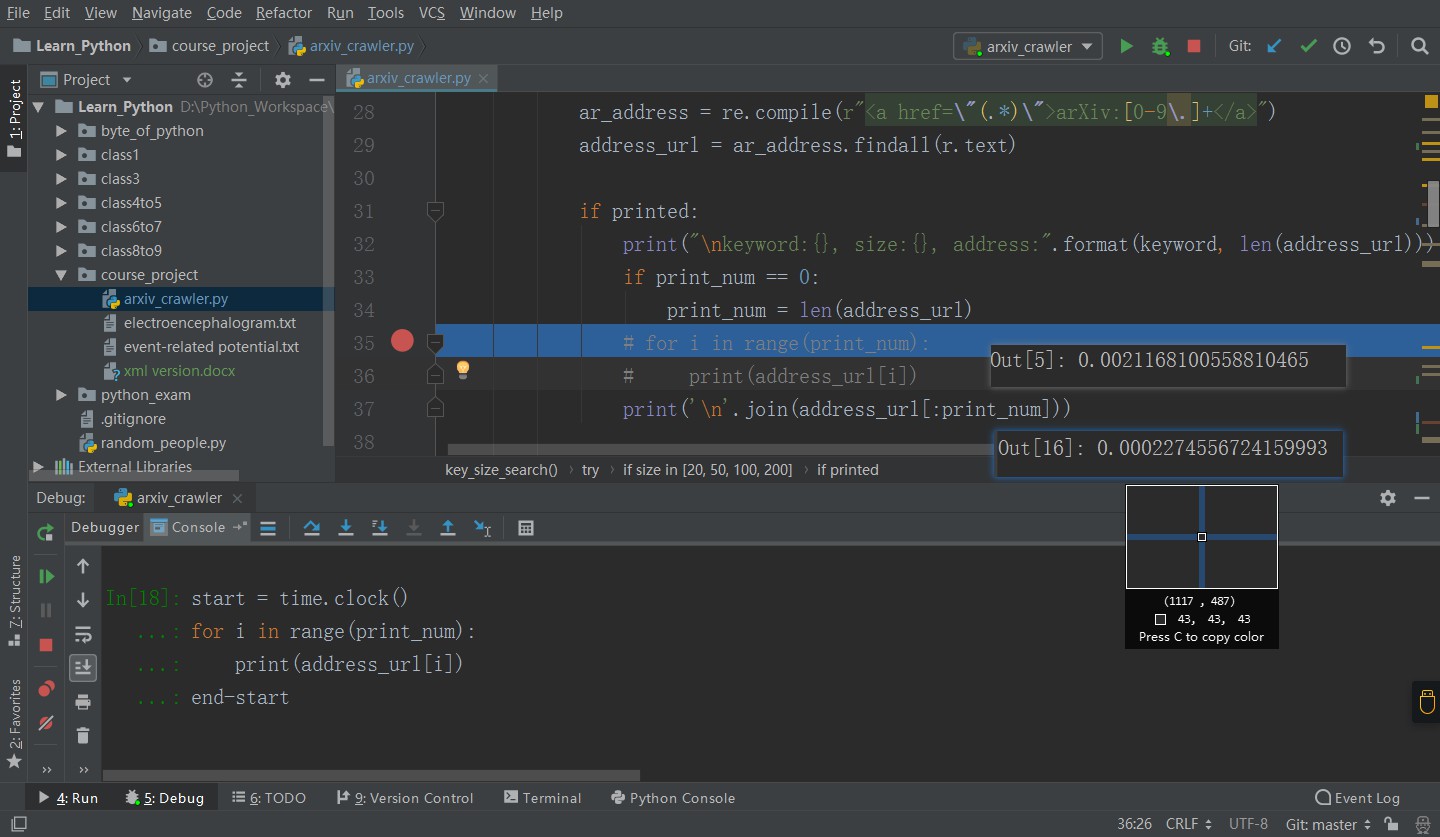 File Edit View Navigate Code Refactor Run Tools VCS Window Help
Learn_Python course_project arxiv_crawler.py arxiv_crawler Git:
1: Project
Project
arxiv_crawler.py
Learn_Python D:\Python_Workspace\
byte_of_python
class1
class3
class4to5
class6to7
class8to9
course_project
arxiv_crawler.py
electroencephalogram.txt
event-related potential.txt
xml version.docx
python_exam
.gitignore
random_people.py
External Libraries
28 ar_address = re.compile(r"<a href=\"(.*)\">arXiv:[0-9\.]+</a>")
29 address_url = ar_address.findall(r.text)
30
31 if printed:
32 print("\nkeyword:{}, size:{}, address:".format(keyword, len(address_url)))
33 if print_num == 0:
34 print_num = len(address_url)
35 # for i in range(print_num):
36 # print(address_url[i])
37 print('\n'.join(address_url[:print_num]))
38
Out[5]: 0.0021168100558810465
Out[16]: 0.0002274556724159993
key_size_search() › try › if size in [20, 50, 100, 200] › if printed
Debug: arxiv_crawler
Debugger Console
In[18]: start = time.clock()
...: for i in range(print_num):
...: print(address_url[i])
...: end-start
(1117 , 487)
43, 43, 43
Press C to copy color
7: Structure
2: Favorites
4: Run 5: Debug 6: TODO 9: Version Control Terminal Python Console Event Log
36:26 CRLF UTF-8 Git: master